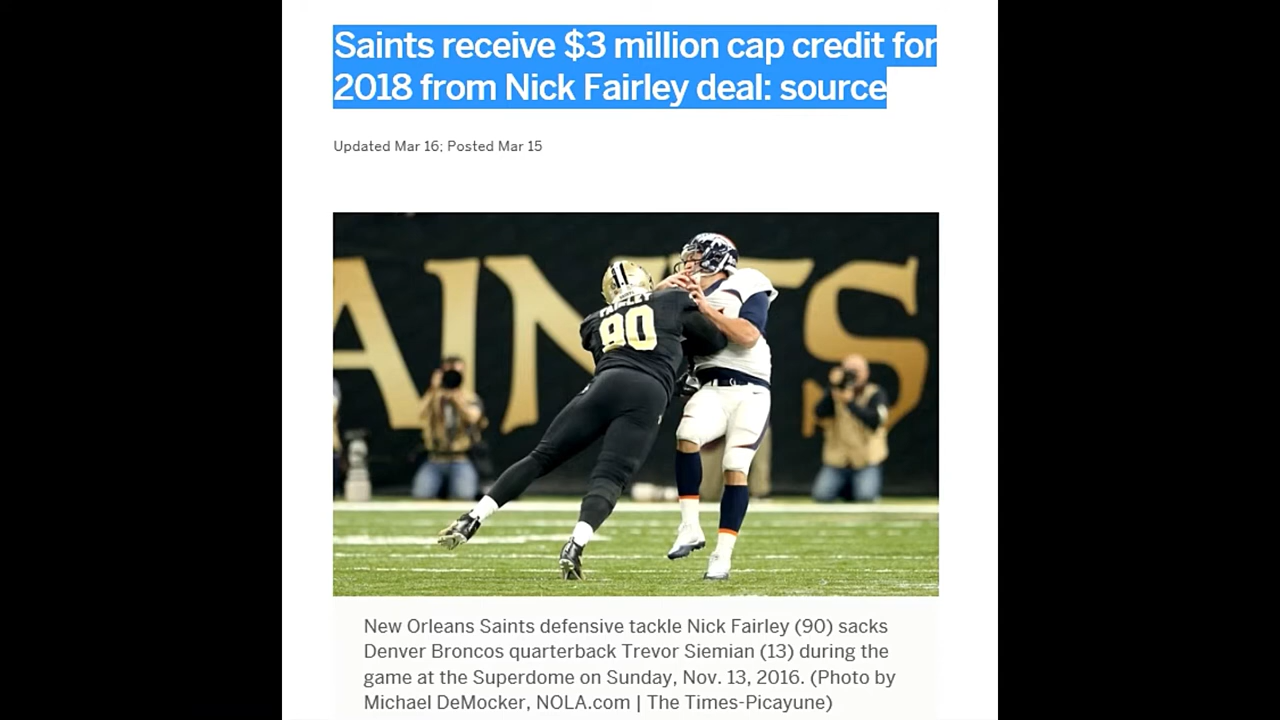 Saints receive $3 million cap credit for
2018 from Nick Fairley deal: source
Updated Mar 16; Posted Mar 15
AINTS
FAIRLEY
90
New Orleans Saints defensive tackle Nick Fairley (90) sacks
Denver Broncos quarterback Trevor Siemian (13) during the
game at the Superdome on Sunday, Nov. 13, 2016. (Photo by
Michael DeMocker, NOLA.com | The Times-Picayune)